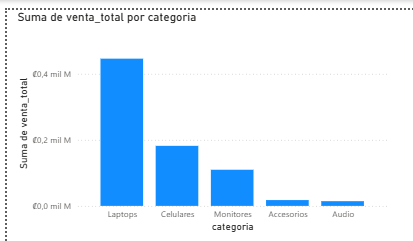 Suma de venta_total por categoria
Suma de venta_total
₡0,4 mil M
₡0,2 mil M
₡0,0 mil M
Laptops Celulares Monitores Accesorios Audio
categoria